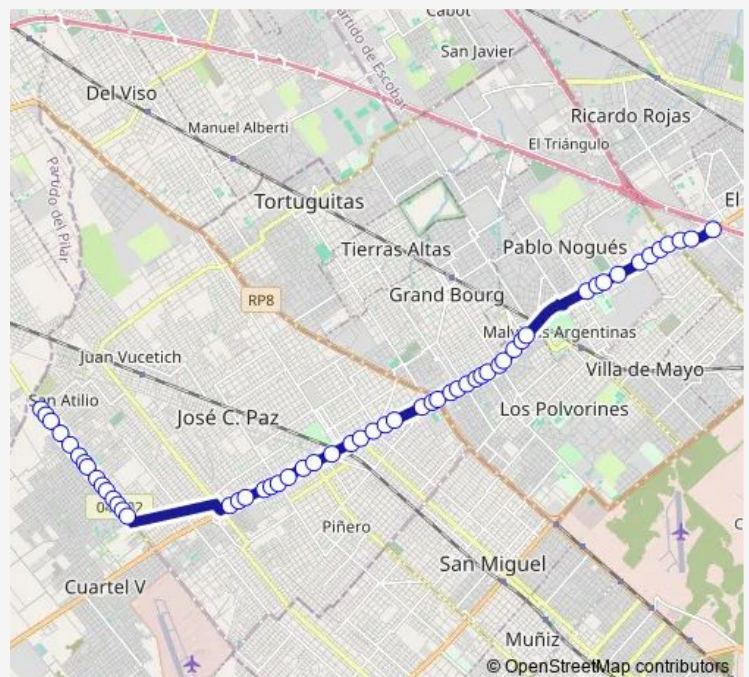 Cabot
San Javier
Partido de Escobar
Del Viso
Manuel Alberti
Ricardo Rojas
El Triángulo
Partido del Pilar
Tortuguitas
El
Tierras Altas
Pablo Nogués
RP8
Grand Bourg
Argentinas
Juan Vucetich
Villa de Mayo
San Atilio
José C. Paz
Los Polvorines
Piñero
San Miguel
Cuartel V
Muñiz
© OpenStreetMap contributors